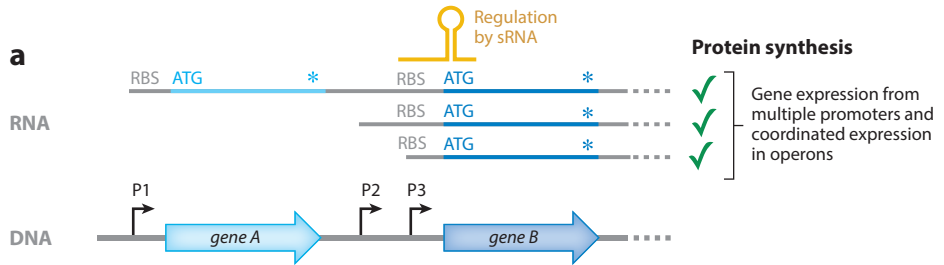 a
Regulation
by sRNA
Protein synthesis
RBS ATG * RBS ATG *
RBS ATG *
RBS ATG *
RNA
Gene expression from
multiple promoters and
coordinated expression
in operons
P1 P2 P3
DNA
gene A gene B